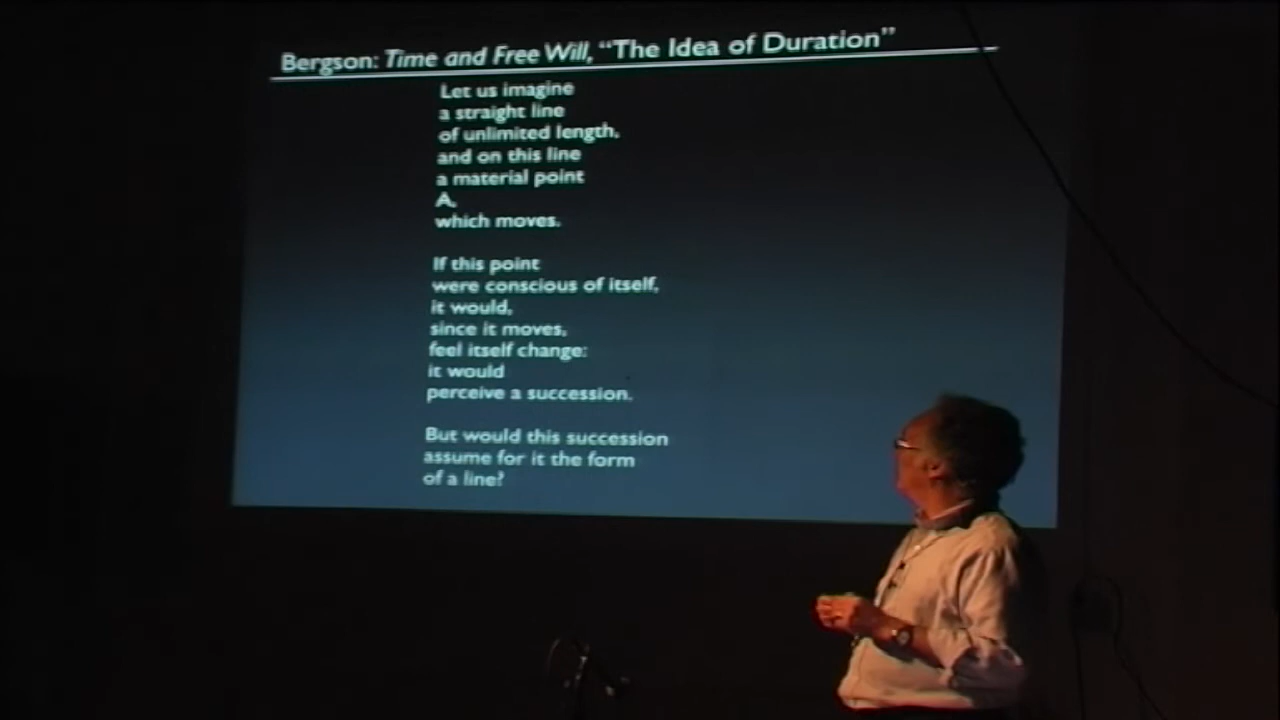 Bergson: Time and Free Will, “The Idea of Duration”
Let us imagine
a straight line
of unlimited length,
and on this line
a material point
A,
which moves.
If this point
were conscious of itself,
it would,
since it moves,
feel itself change:
it would
perceive a succession.
But would this succession
assume for it the form
of a line?